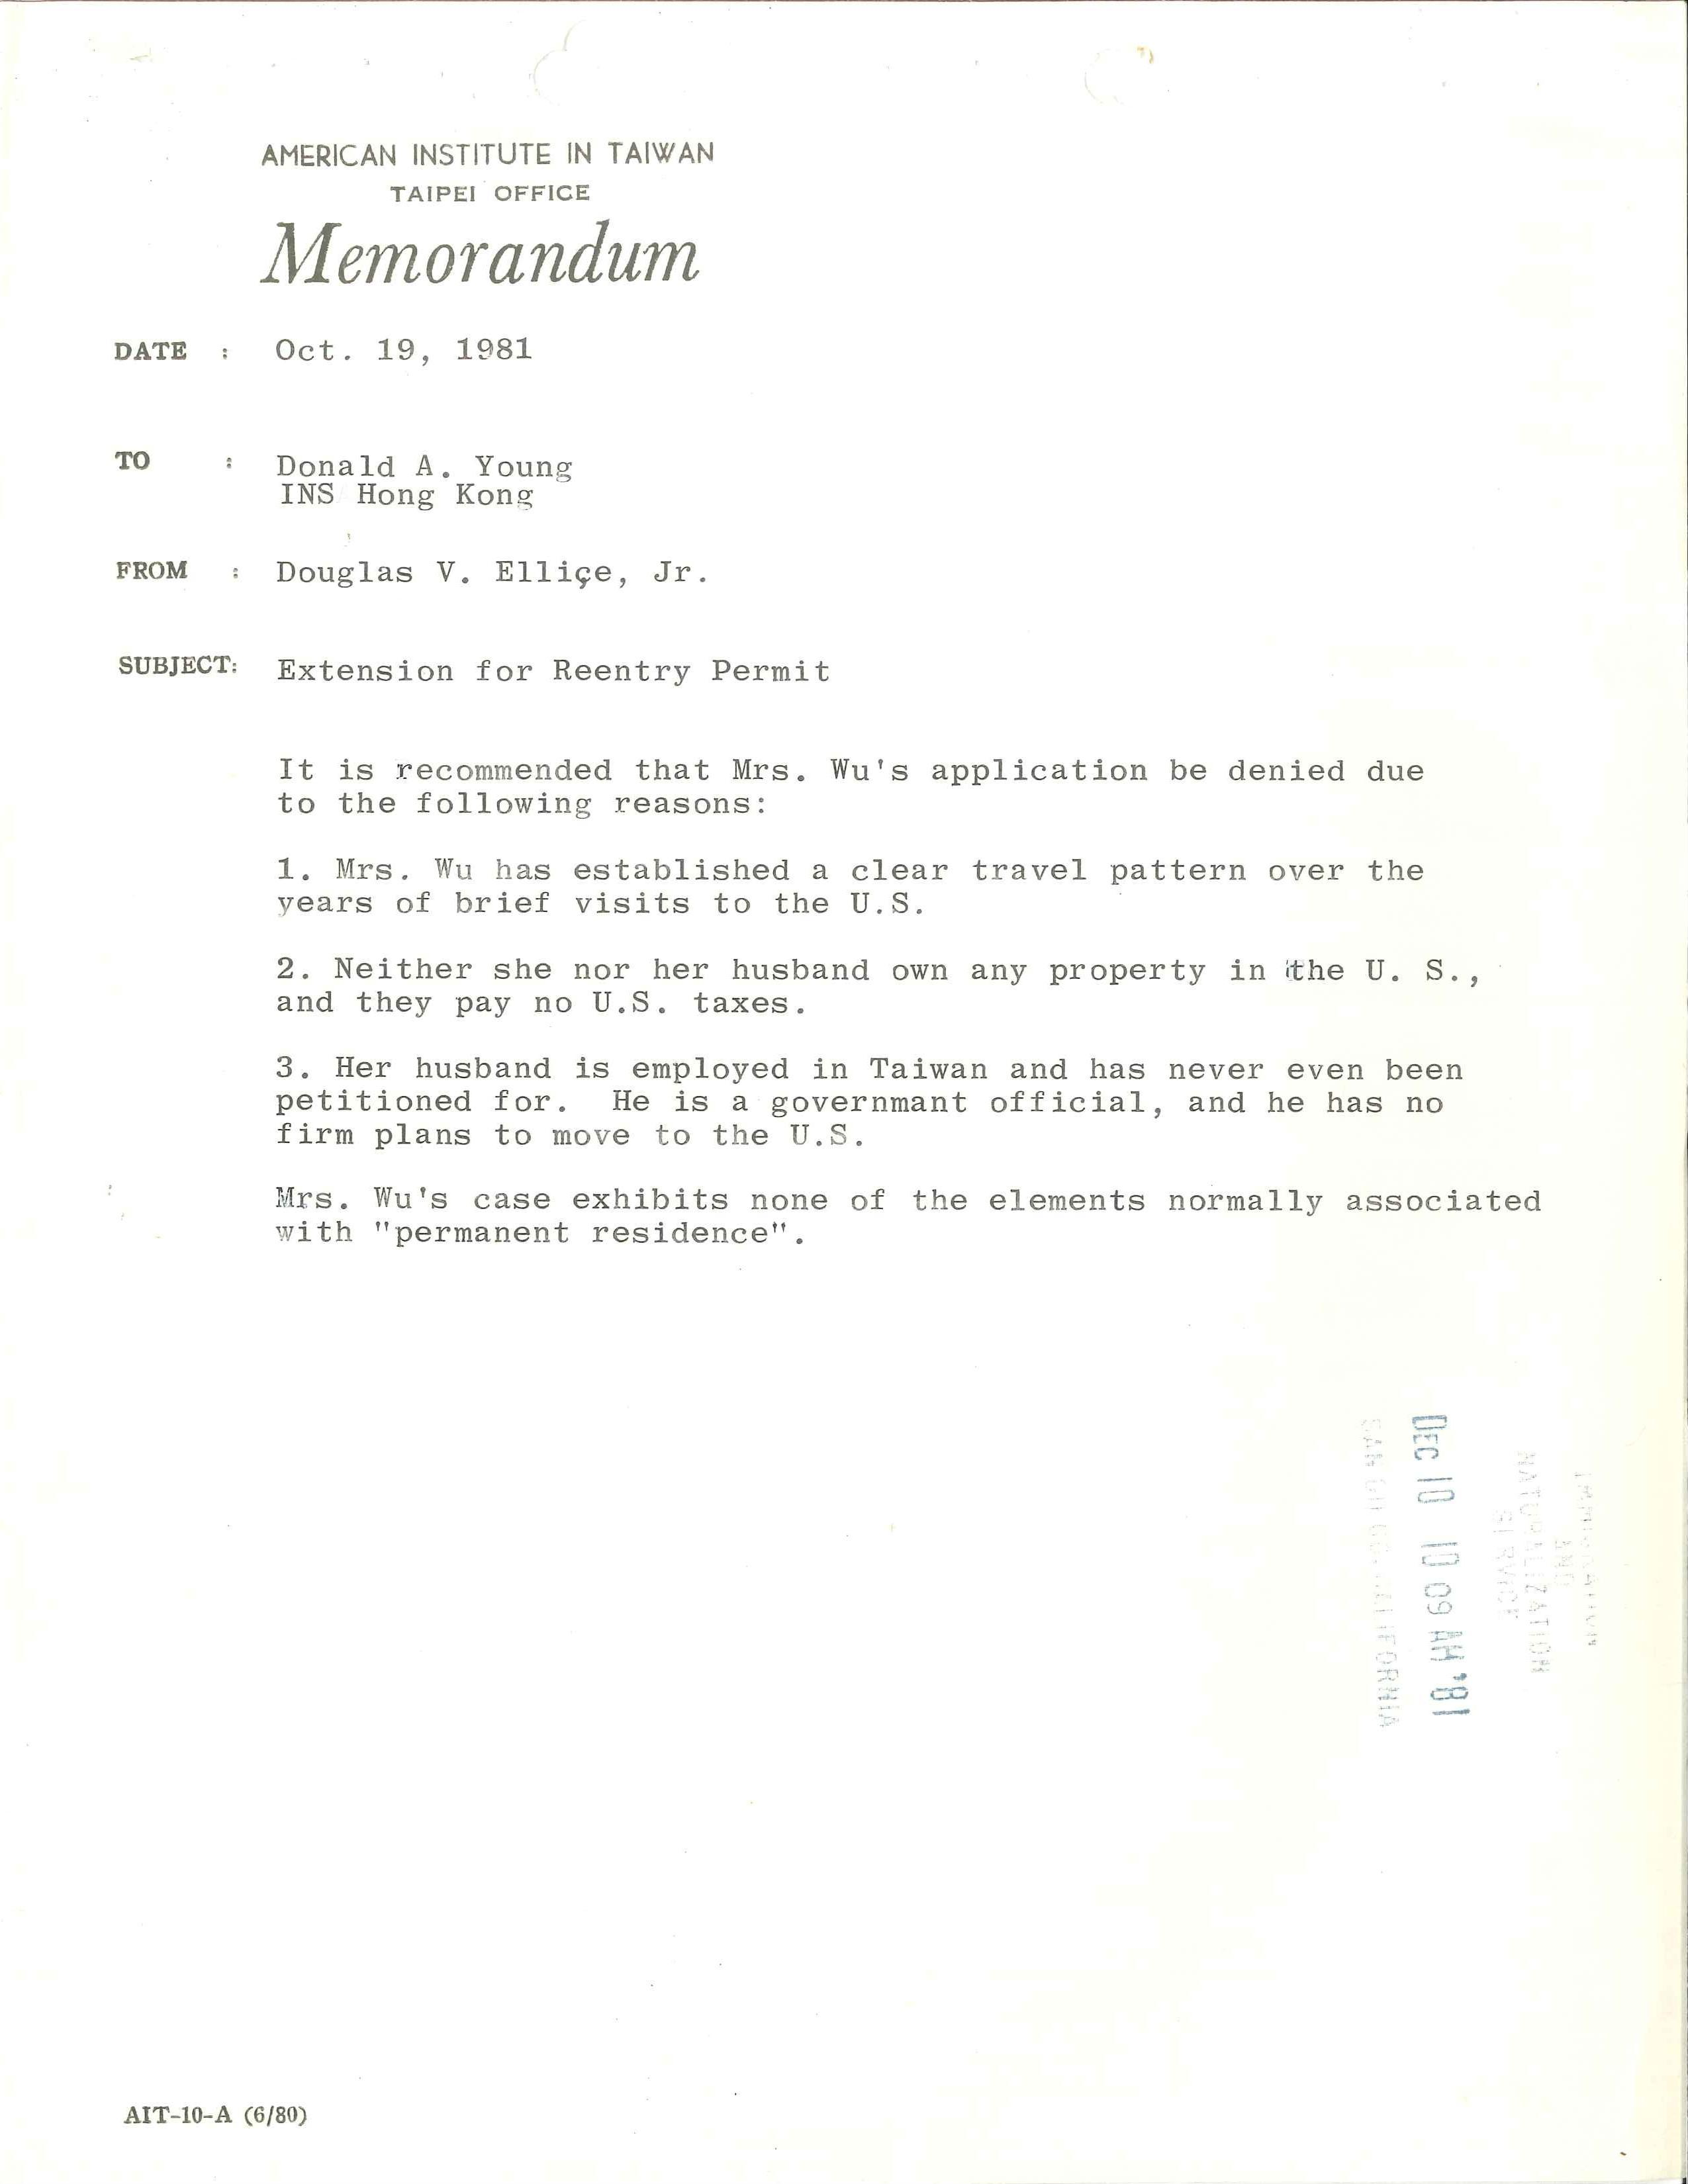 AMERICAN INSTITUTE IN TAIWAN
TAIPEI OFFICE
Memorandum
DATE : Oct. 19, 1981
TO : Donald A. Young
INS Hong Kong
FROM : Douglas V. Elliçe, Jr.
SUBJECT: Extension for Reentry Permit
It is recommended that Mrs. Wu's application be denied due
to the following reasons:
1. Mrs. Wu has established a clear travel pattern over the
years of brief visits to the U.S.
2. Neither she nor her husband own any property in the U. S.,
and they pay no U.S. taxes.
3. Her husband is employed in Taiwan and has never even been
petitioned for. He is a governmant official, and he has no
firm plans to move to the U.S.
Mrs. Wu's case exhibits none of the elements normally associated
with "permanent residence".
IMMIGRATION
AND
NATURALIZATION
SERVICE
DEC 10 10 09 AM '81
CALIFORNIA
AIT-10-A (6/80)